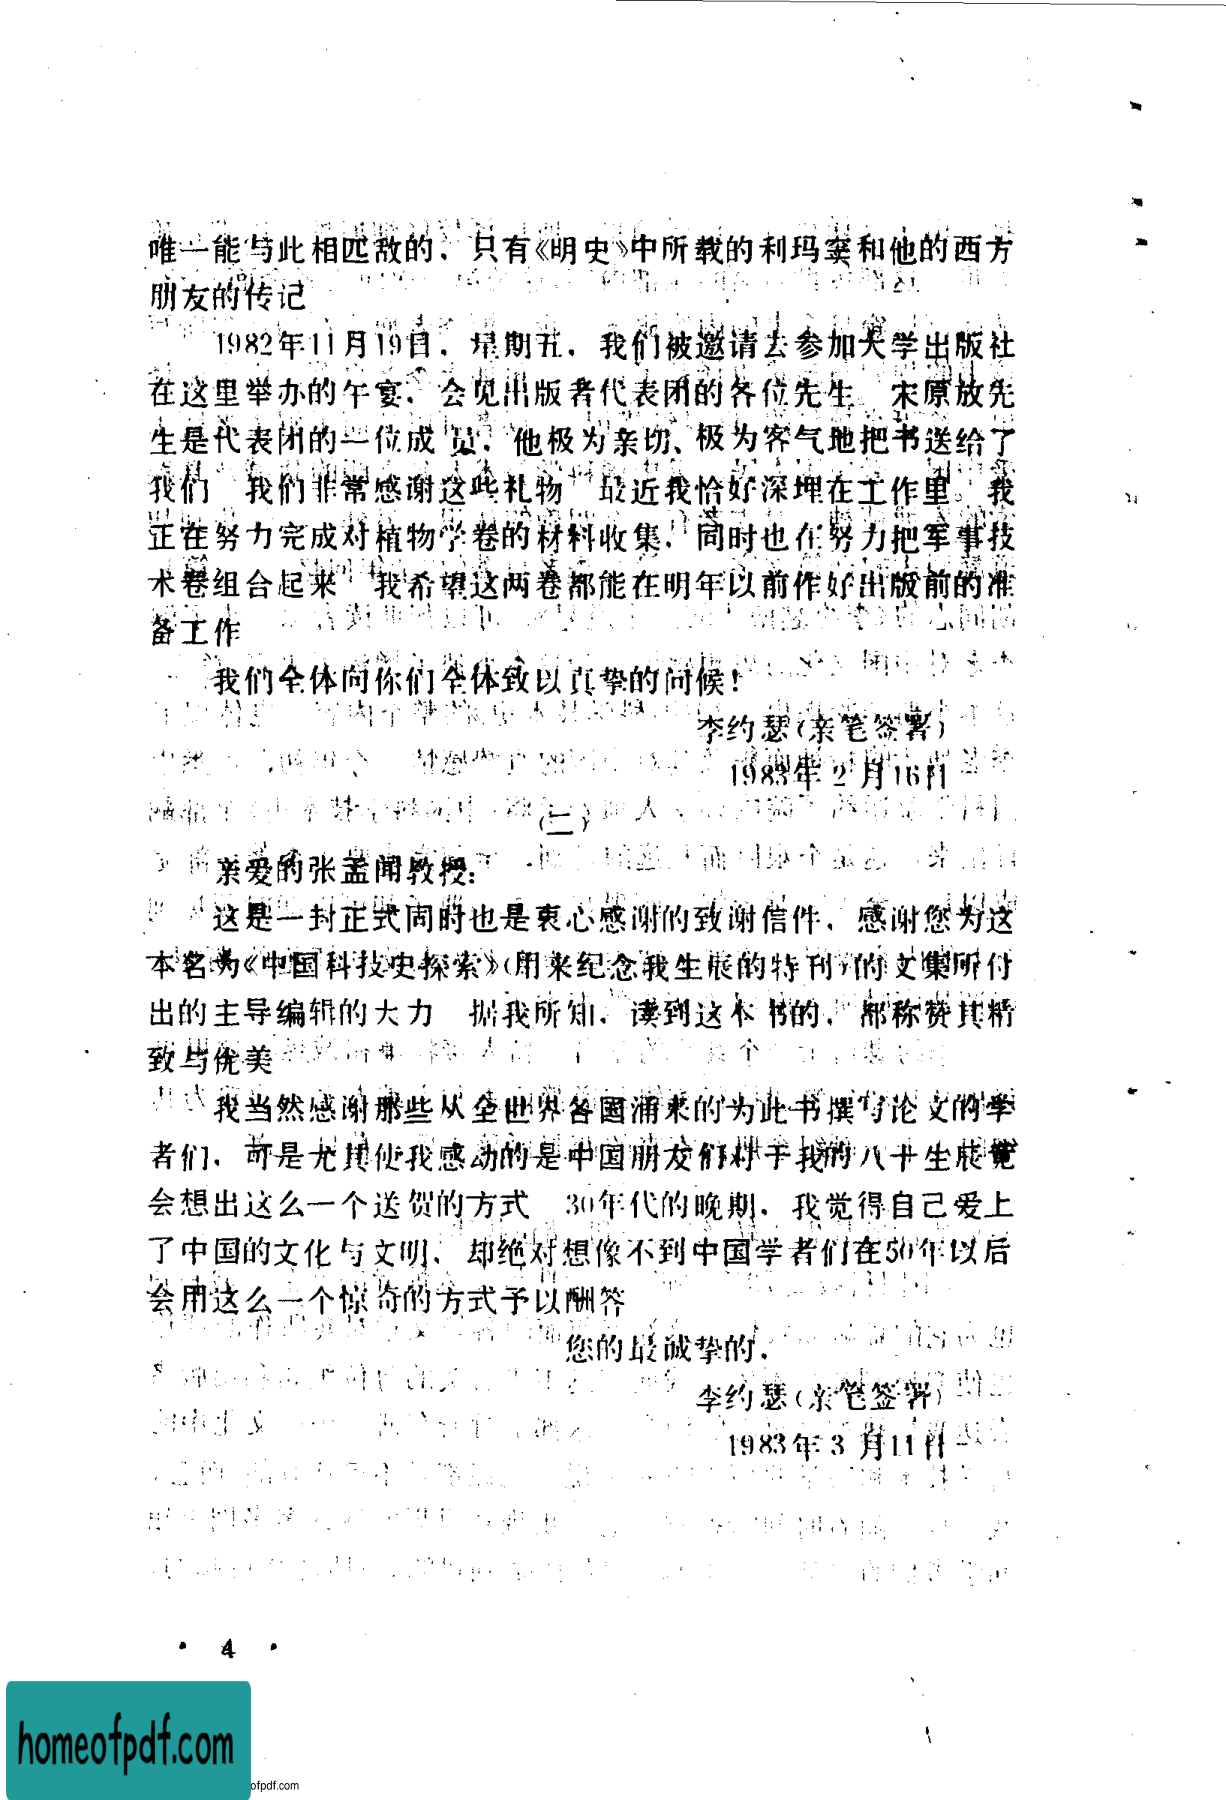 唯一能与此相匹敌的，只有《明史》中所载的利玛窦和他的西方
朋友的传记
1982年11月19日，星期五，我们被邀请去参加大学出版社
在这里举办的午宴，会见出版者代表团的各位先生 宋原放先
生是代表团的一位成员，他极为亲切、极为客气地把书送给了
我们 我们非常感谢这些礼物 最近我恰好深埋在工作里 我
正在努力完成对植物学卷的材料收集，同时也在努力把军事技
术卷组合起来 我希望这两卷都能在明年以前作好出版前的准
备工作
我们全体向你们全体致以真挚的问候！
李约瑟（亲笔签署）
1983年2月16日
（二）
亲爱的张孟闻教授：
这是一封正式同时也是衷心感谢的致谢信件，感谢您为这
本名为《中国科技史探索》（用来纪念我生辰的特刊）的文集所付
出的主导编辑的大力 据我所知，读到这本书的，都称赞其精
致与优美
我当然感谢那些从全世界各国涌来的为此书撰写论文的学
者们，可是尤其使我感动的是中国朋友们对于我的八十生辰竟
会想出这么一个送贺的方式 30年代的晚期，我觉得自己爱上
了中国的文化与文明，却绝对想像不到中国学者们在50年以后
会用这么一个惊奇的方式予以酬答
您的最诚挚的，
李约瑟（亲笔签署）
1983年3月11日
· 4 ·
homeofpdf.com
ofpdf.com